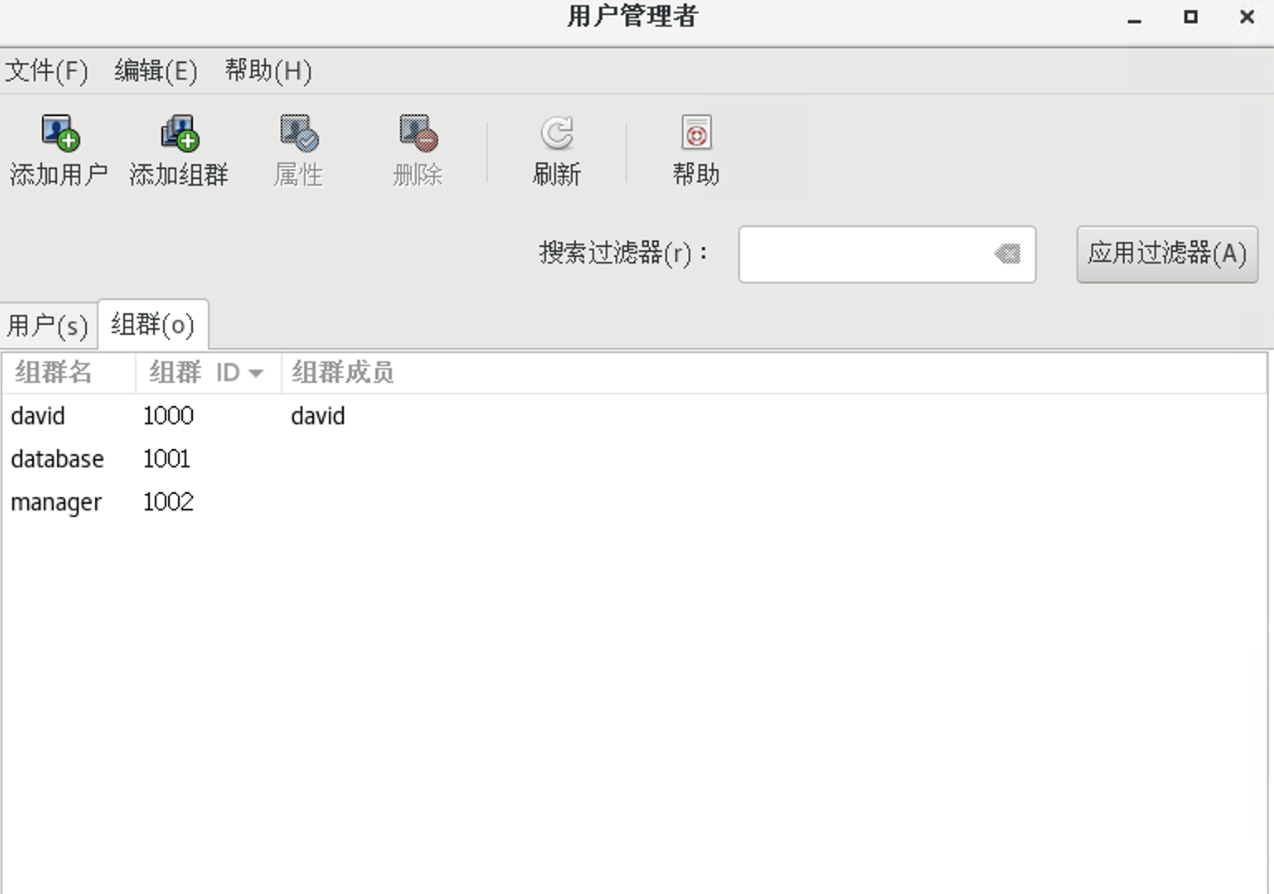 用户管理者
文件(F) 编辑(E) 帮助(H)
添加用户 添加组群 属性 删除 刷新 帮助
搜索过滤器(r)： 应用过滤器(A)
用户(s) 组群(o)
组群名 组群 ID 组群成员
david 1000 david
database 1001
manager 1002